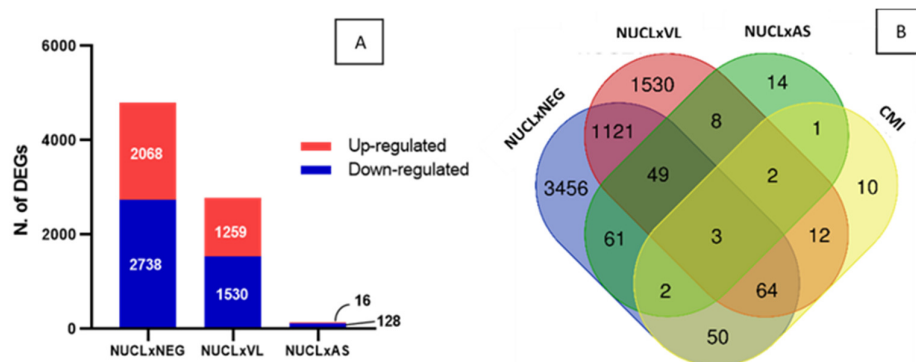 A
N. of DEGs
6000
4000
2000
0
2068
2738
1259
1530
16
128
NUCLxNEG
NUCLxVL
NUCLxAS
Up-regulated
Down-regulated
B
NUCLxNEG
NUCLxVL
NUCLxAS
CMI
1530
14
1121
8
1
3456
49
2
10
61
3
12
2
64
50